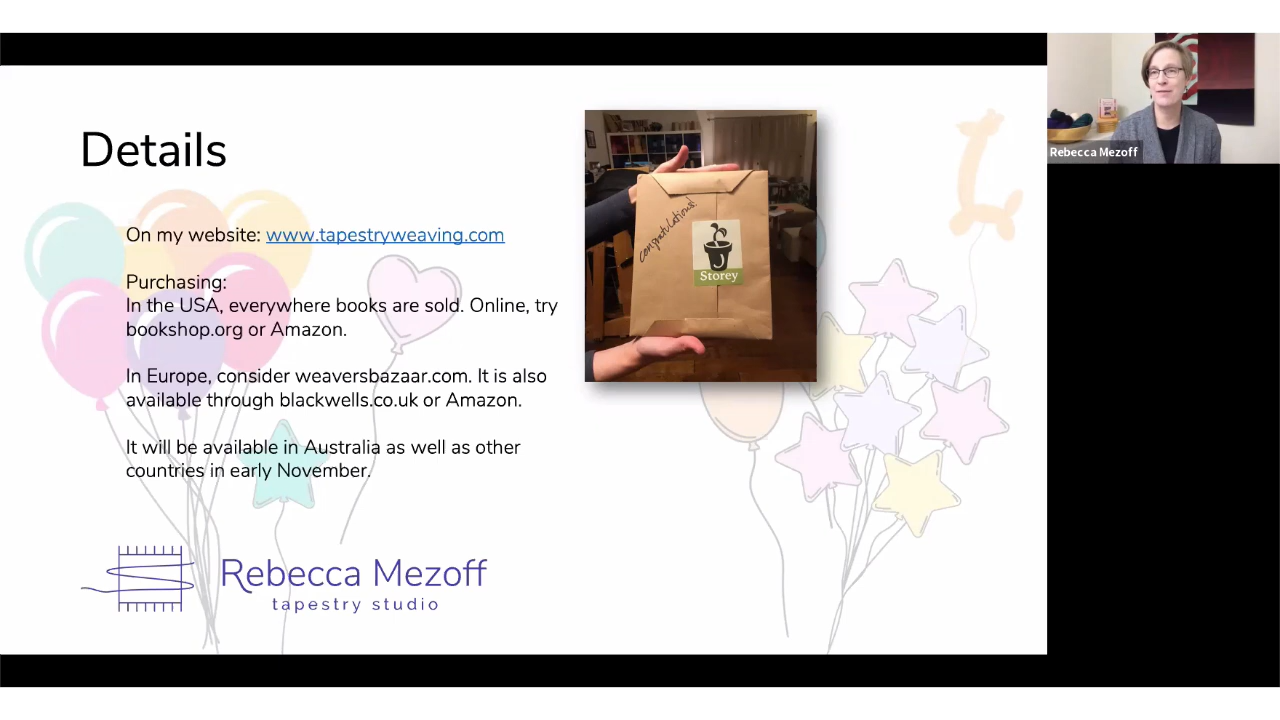 Details
On my website: www.tapestryweaving.com
Purchasing:
In the USA, everywhere books are sold. Online, try
bookshop.org or Amazon.
In Europe, consider weaversbazaar.com. It is also
available through blackwells.co.uk or Amazon.
It will be available in Australia as well as other
countries in early November.
Rebecca Mezoff
tapestry studio
congratulations!
Storey
Rebecca Mezoff